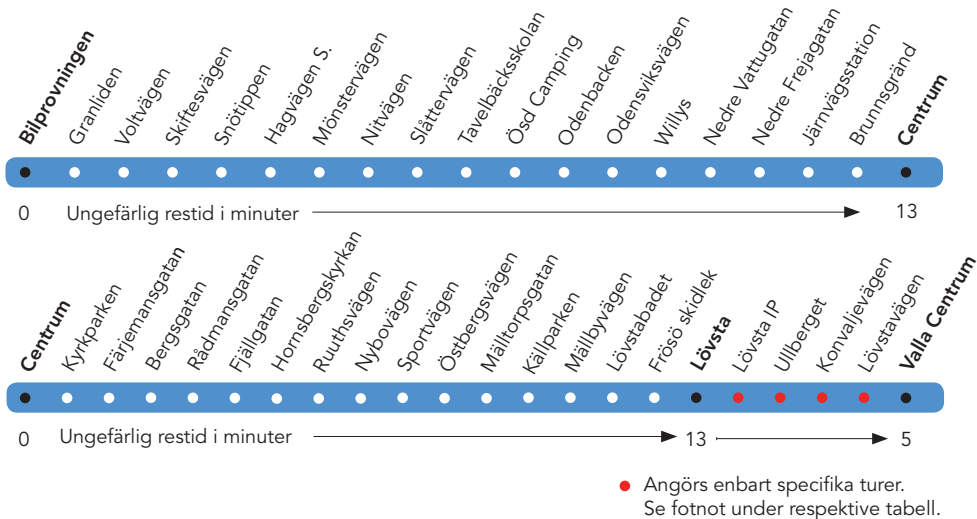 Bilprovningen
Granliden
Voltvägen
Skiftesvägen
Snötippen
Hagvägen S.
Mönstervägen
Nitvägen
Slåttervägen
Tavelbäcksskolan
Ösd Camping
Odenbacken
Odensviksvägen
Willys
Nedre Vattugatan
Nedre Frejagatan
Järnvägsstation
Brunnsgränd
Centrum
0 Ungefärlig restid i minuter 13
Centrum
Kyrkparken
Färjemansgatan
Bergsgatan
Rådmansgatan
Fjällgatan
Hornsbergskyrkan
Ruuthsvägen
Nybovägen
Sportvägen
Östbergsvägen
Mälltorpsgatan
Källparken
Mällbyvägen
Lövstabadet
Frösö skidlek
Lövsta
Lövsta IP
Ullberget
Konvaljevägen
Lövstavägen
Valla Centrum
0 Ungefärlig restid i minuter 13 5
Angörs enbart specifika turer.
Se fotnot under respektive tabell.